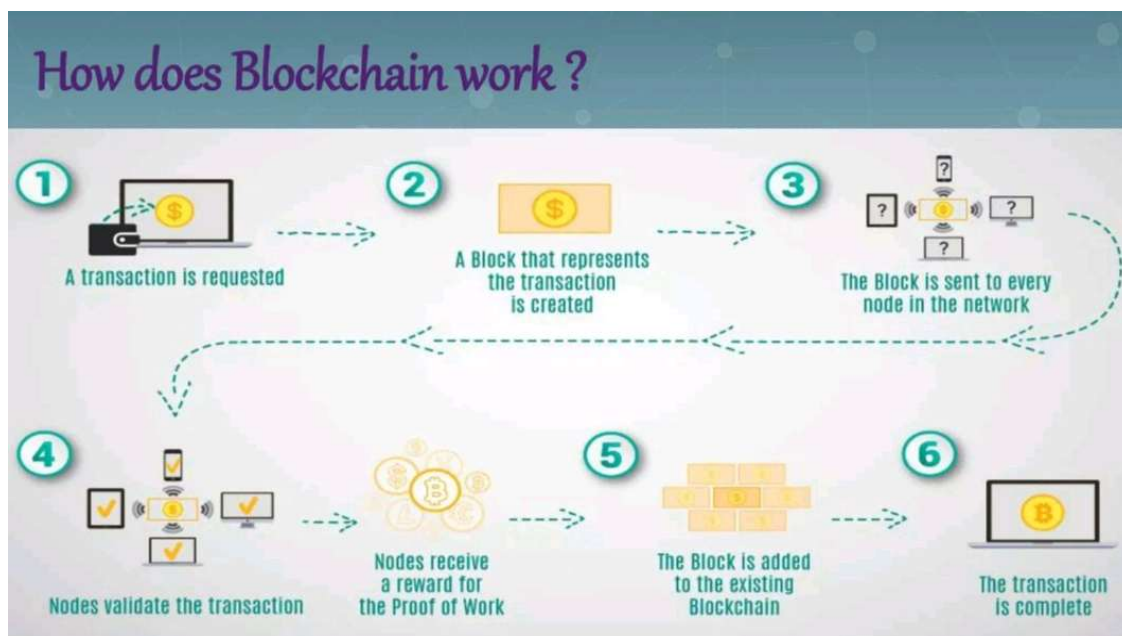 How does Blockchain work ?
1
A transaction is requested
2
A Block that represents
the transaction
is created
3
The Block is sent to every
node in the network
4
Nodes validate the transaction
Nodes receive
a reward for
the Proof of Work
5
The Block is added
to the existing
Blockchain
6
The transaction
is complete